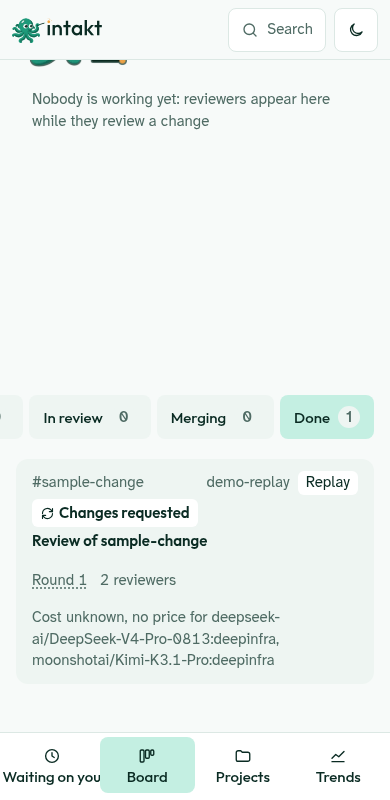 intakt
Search
Nobody is working yet: reviewers appear here
while they review a change
In review 0
Merging 0
Done 1
#sample-change
demo-replay
Replay
Changes requested
Review of sample-change
Round 1
2 reviewers
Cost unknown, no price for deepseek-
ai/DeepSeek-V4-Pro-0813:deepinfra,
moonshotai/Kimi-K3.1-Pro:deepinfra
Waiting on you
Board
Projects
Trends